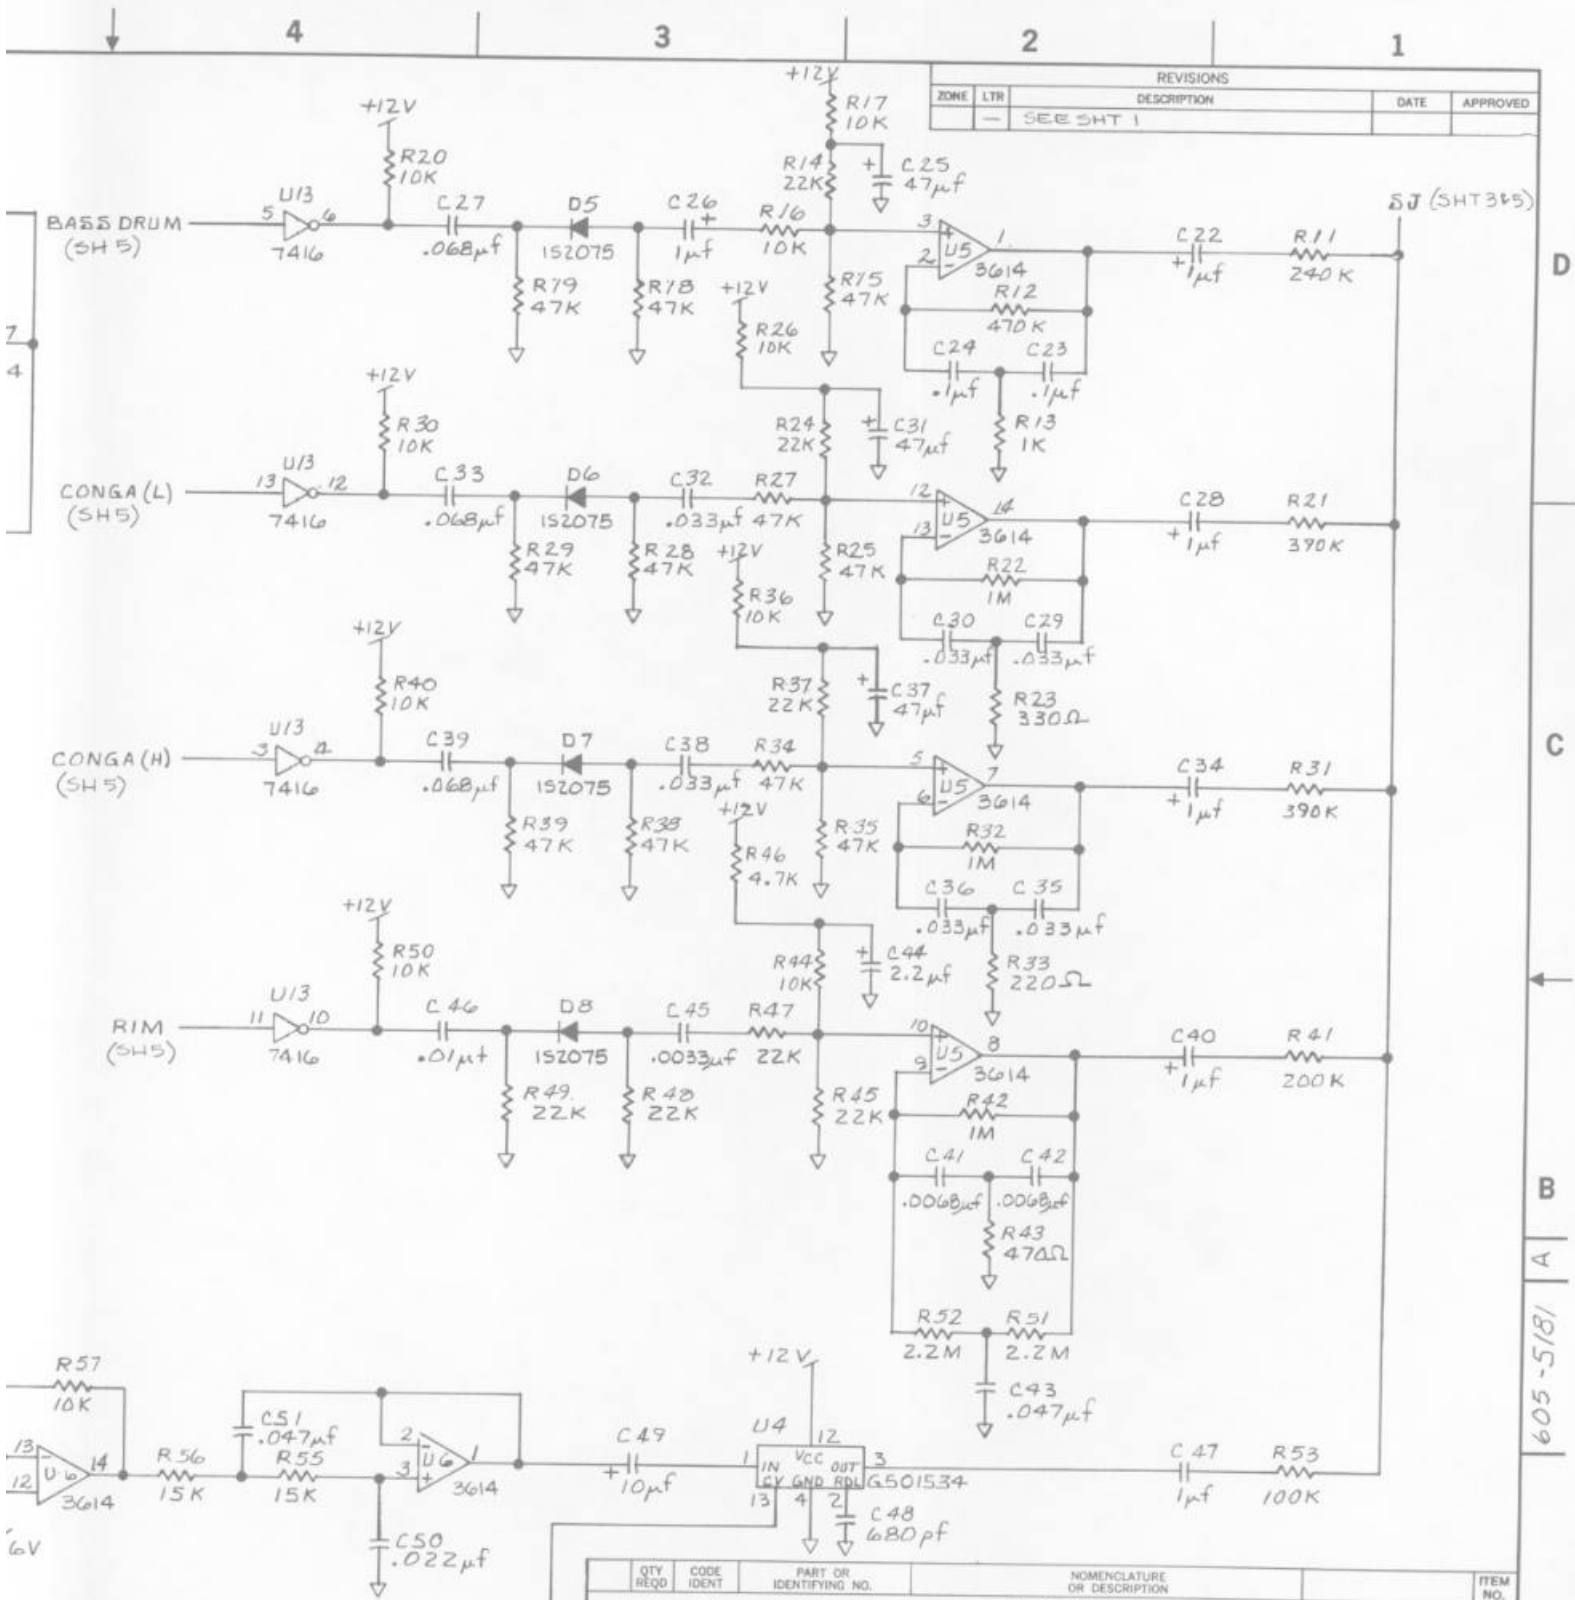 4 3 2 1
REVISIONS
ZONE LTR DESCRIPTION DATE APPROVED
— SEE SHT 1
+12V
R17
10K
+12V
R20
10K
R14
22K
+ C25
47µf
SJ (SHT3&5)
BASS DRUM
(SH 5)
5 U13 6
7416
C27
.068µf
D5
1S2075
C26 +
1µf
R16
10K
3 + 1
2 - U5
3614
C22
+ 1µf
R11
240K
D
R19
47K
R18
47K
+12V
R26
10K
R15
47K
R12
470K
C24
.1µf
C23
.1µf
R13
1K
7
4
+12V
R30
10K
R24
22K
+ C31
47µf
CONGA (L)
(SH5)
13 U13 12
7416
C33
.068µf
D6
1S2075
C32
.033µf
R27
47K
12 + 14
13 - U5
3614
C28
+ 1µf
R21
390K
R29
47K
R28
47K
+12V
R36
10K
R25
47K
R22
1M
C30
.033µf
C29
.033µf
R23
330Ω
+12V
R40
10K
R37
22K
+ C37
47µf
C
CONGA (H)
(SH5)
3 U13 4
7416
C39
.068µf
D7
1S2075
C38
.033µf
R34
47K
5 + 7
6 - U5
3614
C34
+ 1µf
R31
390K
R39
47K
R38
47K
+12V
R46
4.7K
R35
47K
R32
1M
C36
.033µf
C35
.033µf
R33
220Ω
+12V
R50
10K
R44
10K
+ C44
2.2µf
RIM
(SH5)
11 U13 10
7416
C46
.01µf
D8
1S2075
C45
.0033µf
R47
22K
10 + 8
9 - U5
3614
C40
+ 1µf
R41
200K
R49
22K
R48
22K
R45
22K
R42
1M
C41
.0068µf
C42
.0068µf
R43
470Ω
B
A
605-5181
R52
2.2M
R51
2.2M
C43
.047µf
R57
10K
13 - 14
12 U6
3614
6V
R56
15K
C51
.047µf
R55
15K
2 - 1
3 + U6
3614
C50
.022µf
C49
+ 10µf
+12V
U4 12
1 IN VCC OUT 3
CV GND RDL GS01534
13 4 2
C48
680pf
C47
1µf
R53
100K
QTY REQD CODE IDENT PART OR IDENTIFYING NO. NOMENCLATURE OR DESCRIPTION ITEM NO.